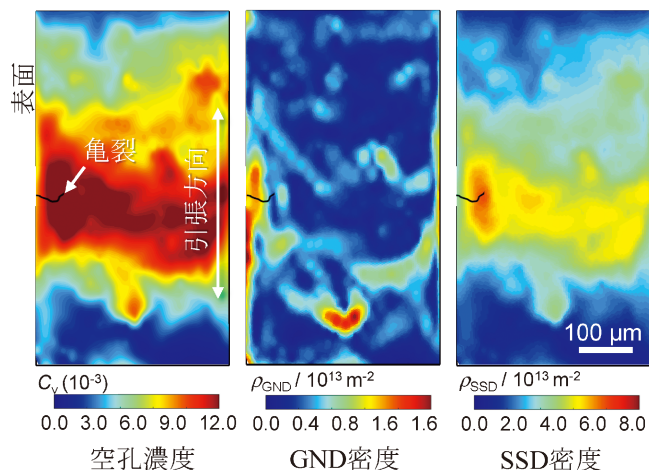 表面
亀裂
引張方向
100 μm
C_v (10^-3)
0.0 3.0 6.0 9.0 12.0
空孔濃度
ρ_GND / 10^13 m^-2
0.0 0.4 0.8 1.6 1.6
GND密度
ρ_SSD / 10^13 m^-2
0.0 2.0 4.0 6.0 8.0
SSD密度